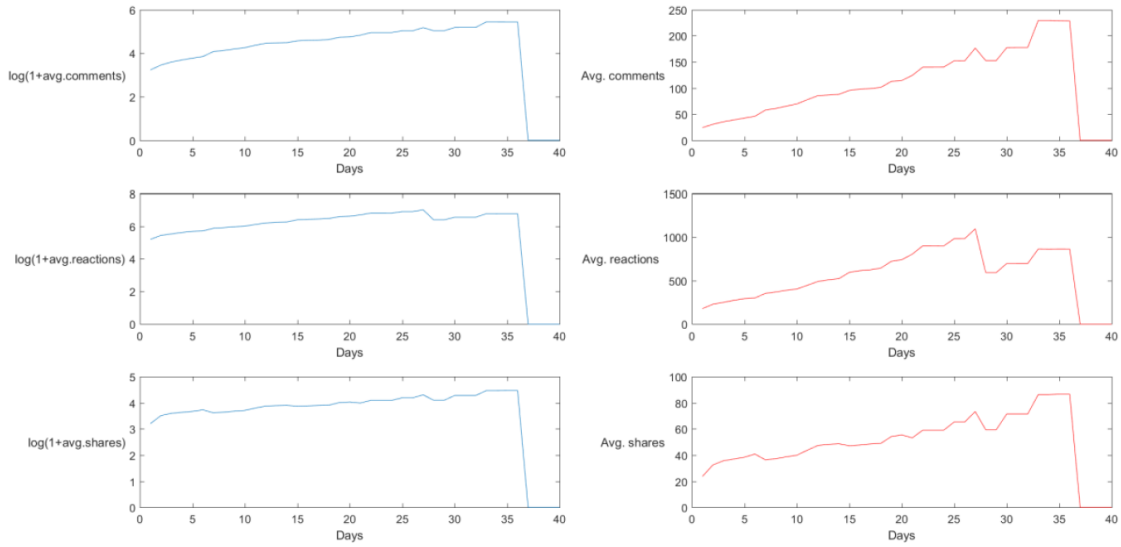 6
4
2
0
log(1+avg.comments)
0 5 10 15 20 25 30 35 40
Days
250
200
150
100
50
0
Avg. comments
0 5 10 15 20 25 30 35 40
Days
8
6
4
2
0
log(1+avg.reactions)
0 5 10 15 20 25 30 35 40
Days
1500
1000
500
0
Avg. reactions
0 5 10 15 20 25 30 35 40
Days
5
4
3
2
1
0
log(1+avg.shares)
0 5 10 15 20 25 30 35 40
Days
100
80
60
40
20
0
Avg. shares
0 5 10 15 20 25 30 35 40
Days